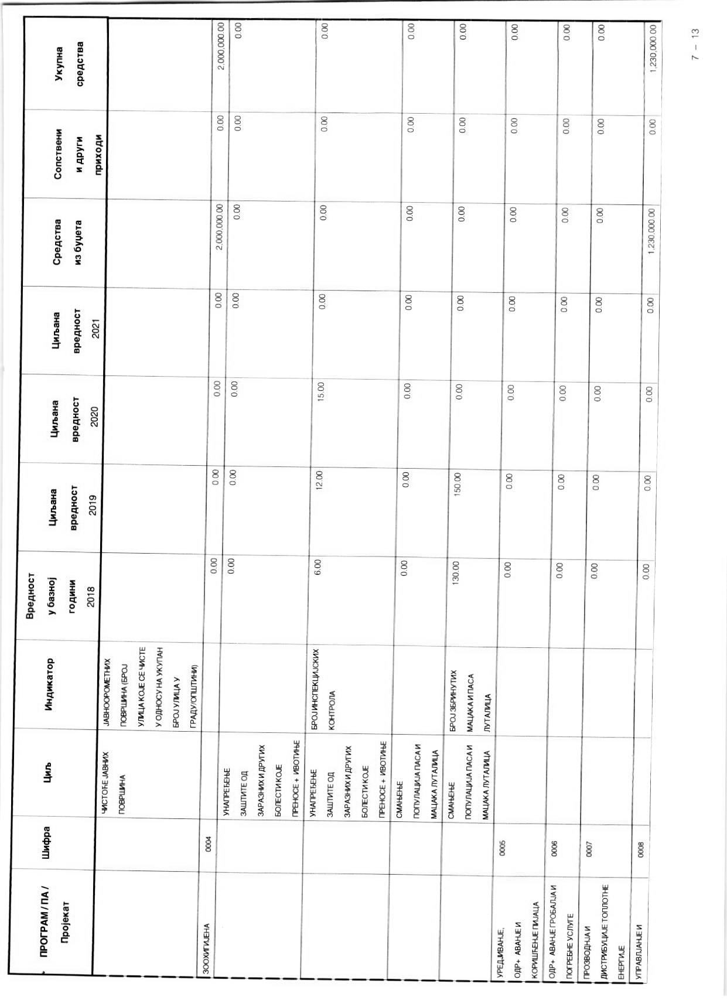 ПРОГРАМ / ПА /
Пројекат
Шифра
Циљ
Индикатор
Вредност
у базној
години
2018
Циљана
вредност
2019
Циљана
вредност
2020
Циљана
вредност
2021
Средства
из буџета
Сопствени
и други
приходи
Укупна
средства
ЧИСТОЋЕ ЈАВНИХ
ПОВРШИНА
ЈАВНООРОМЕТНИХ
ПОВРШИНА (БРОЈ
УЛИЦА КОЈЕ СЕ ЧИСТЕ
У ОДНОСУ НА УКУПАН
БРОЈ УЛИЦА У
ГРАДУ/ОПШТИНИ)
ЗООХИГИЈЕНА 0004 0.00 0.00 0.00 0.00 2,000,000.00 0.00 2,000,000.00
УНАПРЕЂЕЊЕ 0.00 0.00 0.00 0.00 0.00 0.00 0.00
ЗАШТИТЕ ОД
ЗАРАЗНИХ И ДРУГИХ
БОЛЕСТИ КОЈЕ
ПРЕНОСЕ + ИВОТИЊЕ
УНАПРЕЂЕЊЕ БРОЈ ИНСПЕКЦИЈСКИХ 6.00 12.00 15.00 0.00 0.00 0.00 0.00
ЗАШТИТЕ ОД КОНТРОЛА
ЗАРАЗНИХ И ДРУГИХ
БОЛЕСТИ КОЈЕ
ПРЕНОСЕ + ИВОТИЊЕ
СМАЊЕЊЕ 0.00 0.00 0.00 0.00 0.00 0.00 0.00
ПОПУЛАЦИЈА ПАСА И
МАЦАКА ЛУТАЛИЦА
СМАЊЕЊЕ БРОЈ ЗБРИНУТИХ 130.00 150.00 0.00 0.00 0.00 0.00 0.00
ПОПУЛАЦИЈА ПАСА И МАЦАКА И ПАСА
МАЦАКА ЛУТАЛИЦА ЛУТАЛИЦА
УРЕДЈИВАЊЕ, 0005 0.00 0.00 0.00 0.00 0.00 0.00 0.00
ОДР+ АВАЊЕ И
КОРИШЋЕЊЕ ПИЈАЦА
ОДР+ АВАЊЕ ГРОБАЛЈА И 0006 0.00 0.00 0.00 0.00 0.00 0.00 0.00
ПОГРЕБНЕ УСЛУГЕ
ПРОЗВОДНЈА И 0007 0.00 0.00 0.00 0.00 0.00 0.00 0.00
ДИСТРИБУЦИЈЕ ТОПЛОТНЕ
ЕНЕРГИЈЕ
УПРАВЛЈАЊЕ И 0008 0.00 0.00 0.00 0.00 1,230,000.00 0.00 1,230,000.00
7 – 13